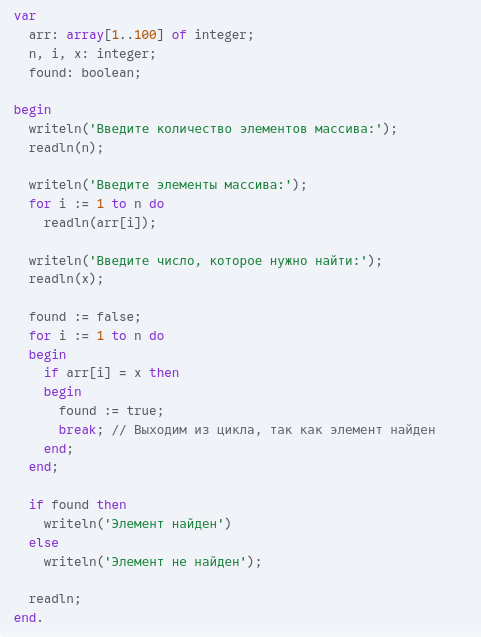 var
  arr: array[1..100] of integer;
  n, i, x: integer;
  found: boolean;

begin
  writeln('Введите количество элементов массива:');
  readln(n);

  writeln('Введите элементы массива:');
  for i := 1 to n do
    readln(arr[i]);

  writeln('Введите число, которое нужно найти:');
  readln(x);

  found := false;
  for i := 1 to n do
  begin
    if arr[i] = x then
    begin
      found := true;
      break; // Выходим из цикла, так как элемент найден
    end;
  end;

  if found then
    writeln('Элемент найден')
  else
    writeln('Элемент не найден');

  readln;
end.